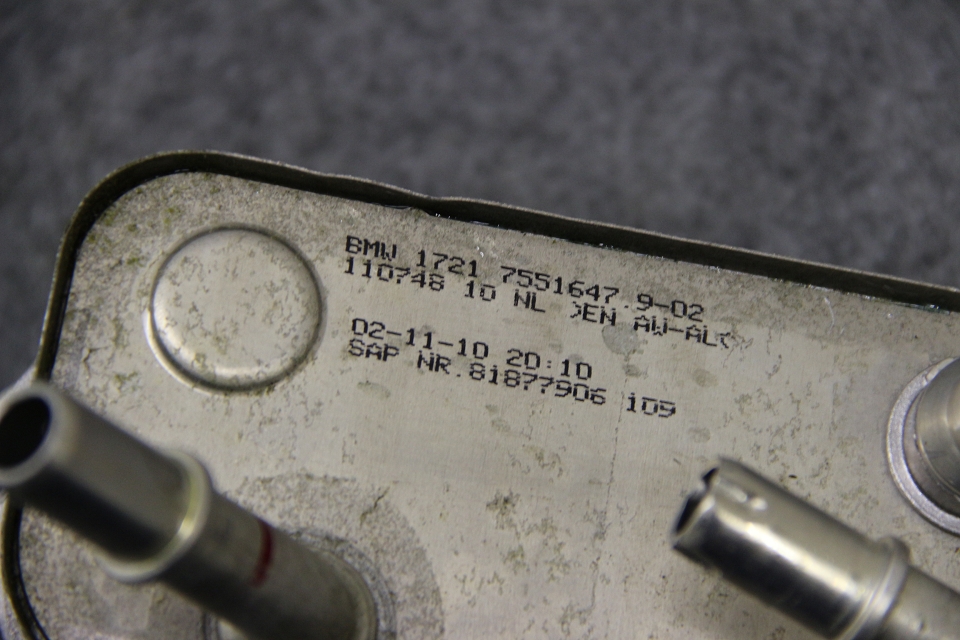 BMW 1721 7551647.9-02
110748 10 NL >EN AW-AL<
02-11-10 20:10
SAP NR.81877906 109